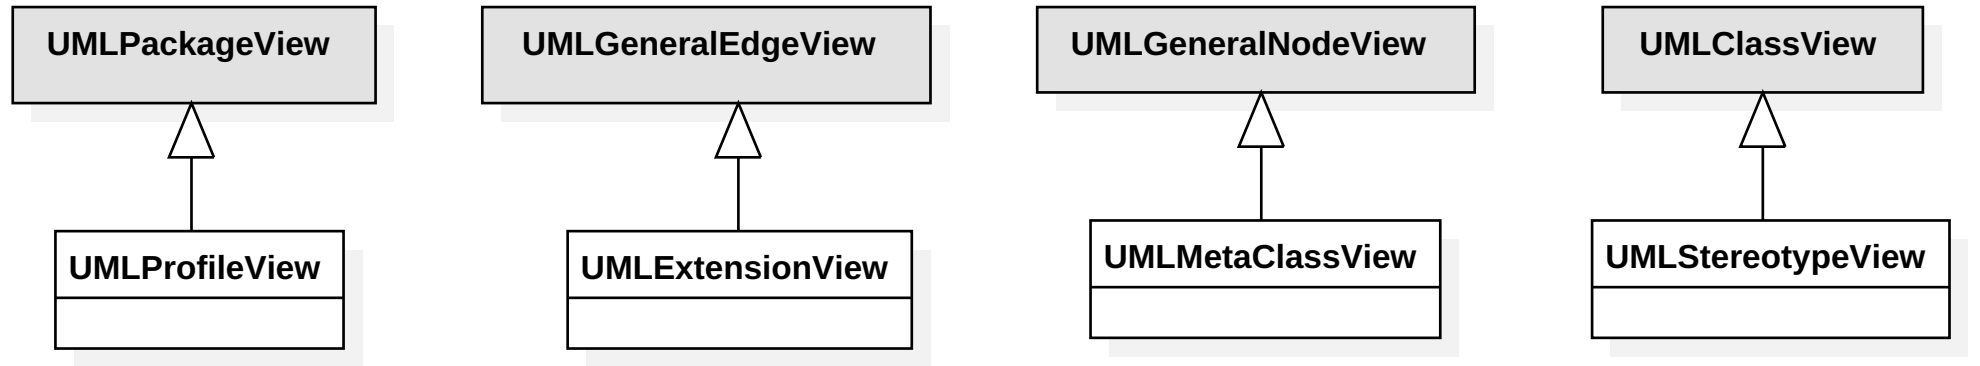 UMLPackageView
UMLGeneralEdgeView
UMLGeneralNodeView
UMLClassView
UMLProfileView
UMLExtensionView
UMLMetaClassView
UMLStereotypeView